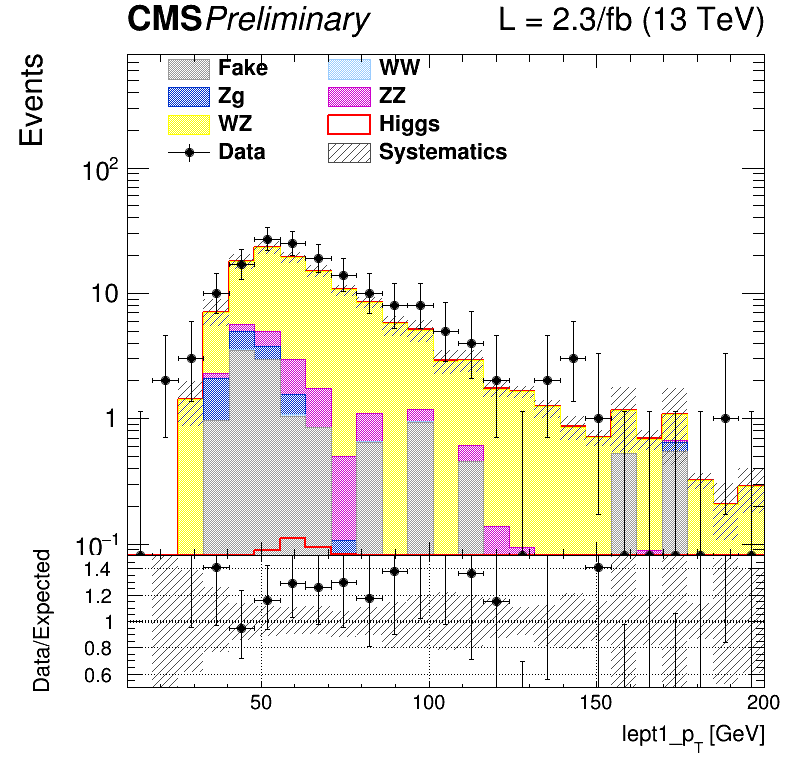 CMS Preliminary L = 2.3/fb (13 TeV)
Events
Fake WW
Zg ZZ
WZ Higgs
Data Systematics
10²
10
1
10⁻¹
Data/Expected
1.4
1.2
1
0.8
0.6
50 100 150 200
lept1_p_T [GeV]